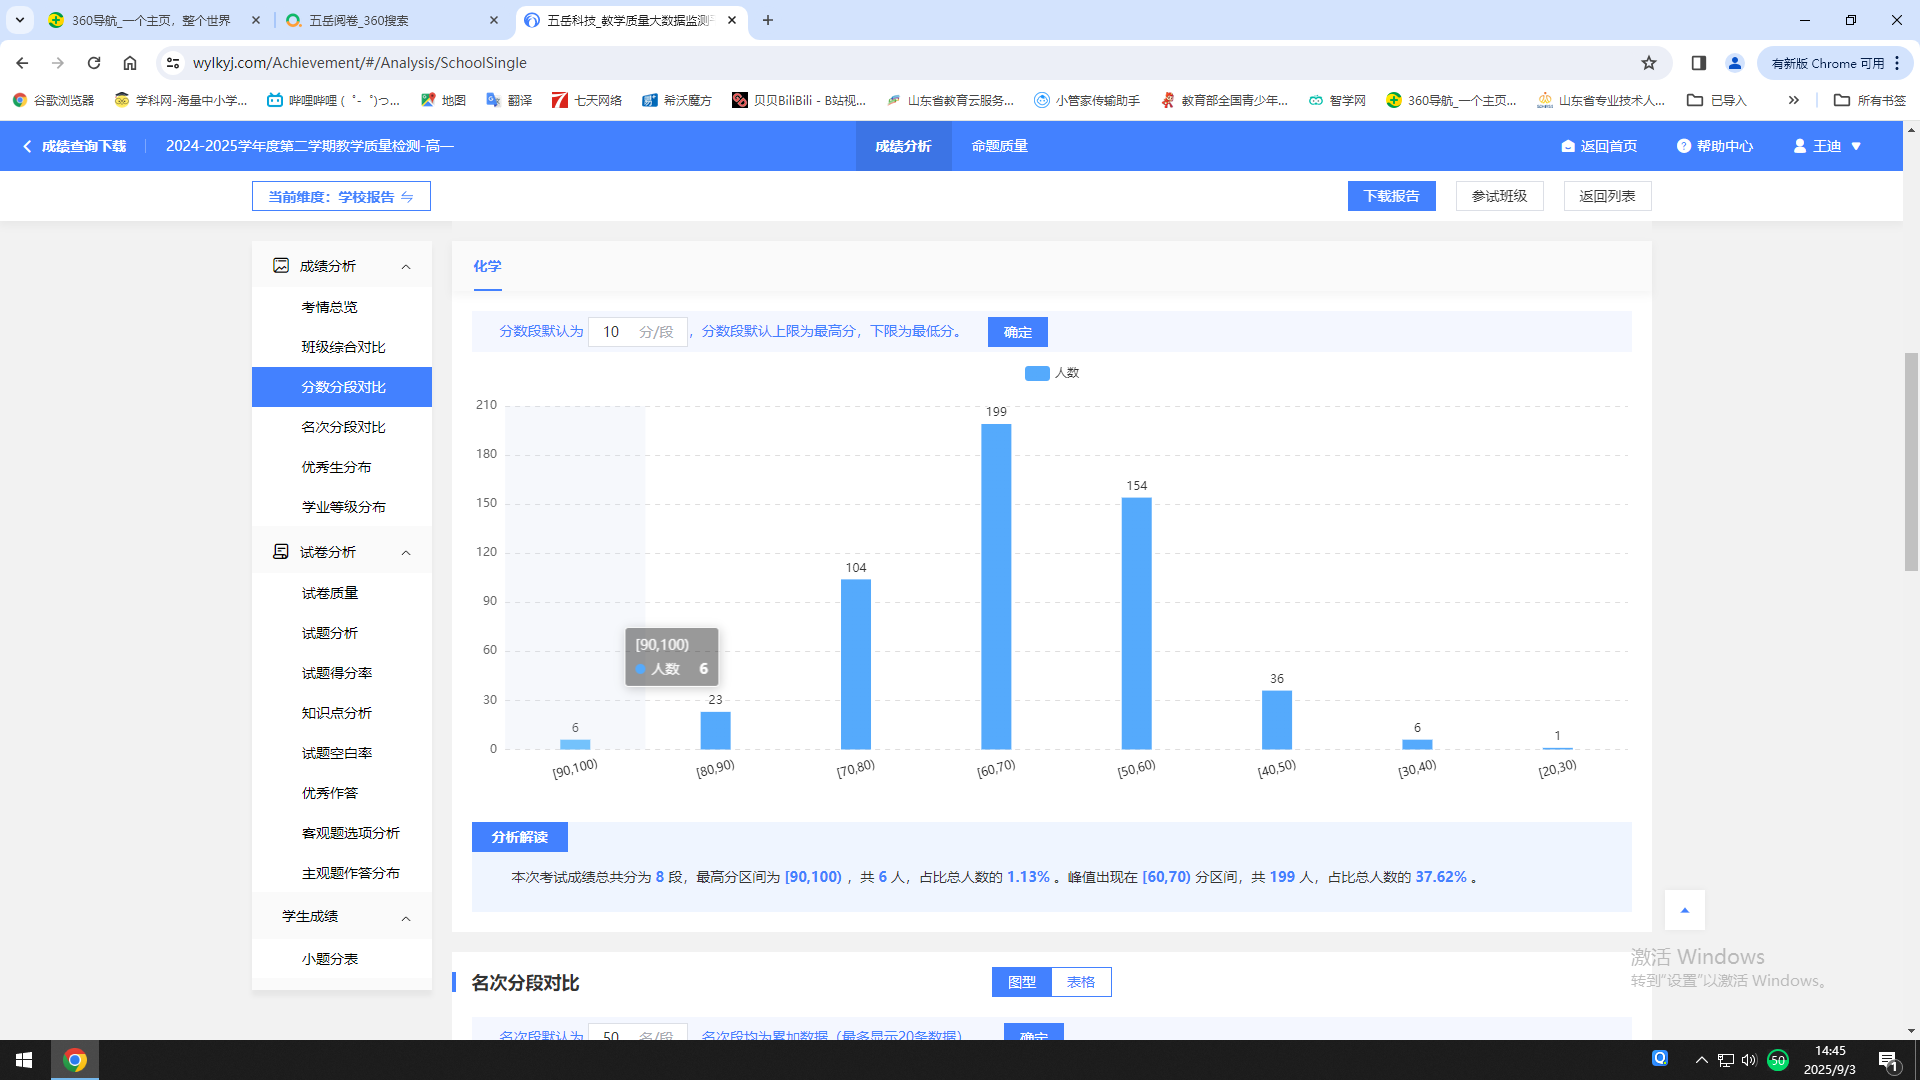 360导航_一个主页，整个世界
五岳阅卷_360搜索
五岳科技_教学质量大数据监测平
wylkyj.com/Achievement/#/Analysis/SchoolSingle
有新版 Chrome 可用
谷歌浏览器
学科网-海量中小学...
哔哩哔哩 (゜-゜)つ...
地图
翻译
七天网络
希沃魔方
贝贝BiliBili - B站视...
山东省教育云服务...
小管家传输助手
教育部全国青少年...
智学网
360导航_一个主页...
山东省专业技术人...
已导入
所有书签
成绩查询下载
2024-2025学年度第二学期教学质量检测-高一
成绩分析
命题质量
返回首页
帮助中心
王迪
当前维度：学校报告
下载报告
参试班级
返回列表
成绩分析
考情总览
班级综合对比
分数分段对比
名次分段对比
优秀生分布
学业等级分布
试卷分析
试卷质量
试题分析
试题得分率
知识点分析
试题空白率
优秀作答
客观题选项分析
主观题作答分布
学生成绩
小题分表
化学
分数段默认为 10 分/段 ，分数段默认上限为最高分，下限为最低分。 确定
人数
210
180
150
120
90
60
30
0
6
23
104
199
154
36
6
1
[90,100)
人数 6
[90,100)
[80,90)
[70,80)
[60,70)
[50,60)
[40,50)
[30,40)
[20,30)
分析解读
本次考试成绩总共分为 8 段，最高分区间为 [90,100) ，共 6 人，占比总人数的 1.13% 。峰值出现在 [60,70) 分区间，共 199 人，占比总人数的 37.62% 。
名次分段对比
图型
表格
名次段默认为 50 名/段 名次段均为累加数据（最多显示20条数据） 确定
激活 Windows
转到"设置"以激活 Windows。
50
14:45
2025/9/3
1